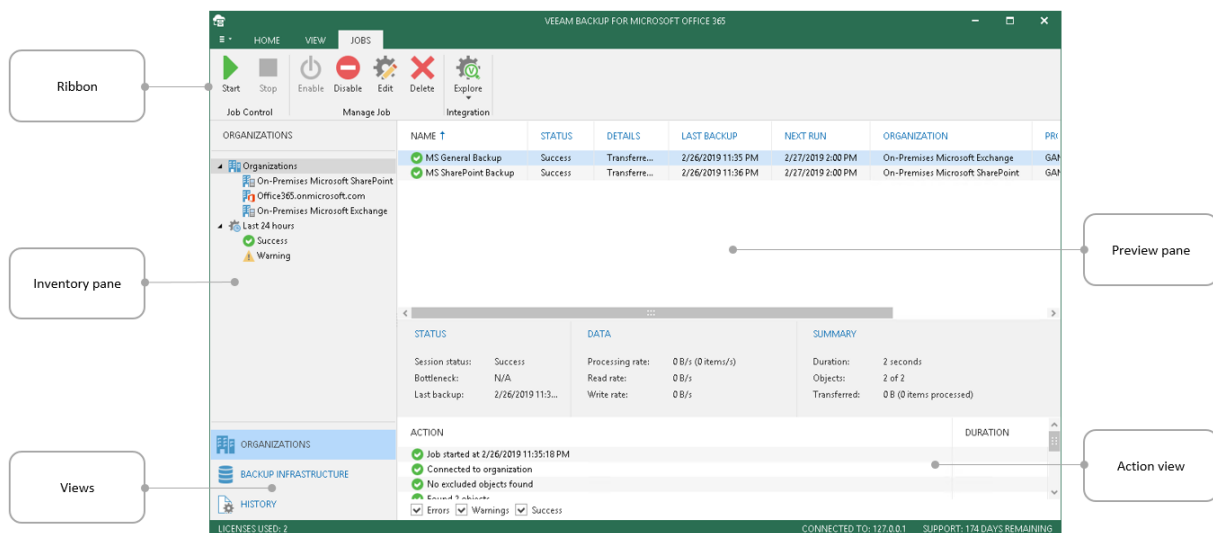 VEEAM BACKUP FOR MICROSOFT OFFICE 365
HOME VIEW JOBS
Ribbon
Start Stop Enable Disable Edit Delete Explore
Job Control Manage Job Integration
ORGANIZATIONS
Organizations
On-Premises Microsoft SharePoint
Office365.onmicrosoft.com
On-Premises Microsoft Exchange
Last 24 hours
Success
Warning
Inventory pane
NAME STATUS DETAILS LAST BACKUP NEXT RUN ORGANIZATION PRO
MS General Backup Success Transferre... 2/26/2019 11:35 PM 2/27/2019 2:00 PM On-Premises Microsoft Exchange GAN
MS SharePoint Backup Success Transferre... 2/26/2019 11:36 PM 2/27/2019 2:00 PM On-Premises Microsoft SharePoint GAN
Preview pane
STATUS DATA SUMMARY
Session status: Success Processing rate: 0 B/s (0 items/s) Duration: 2 seconds
Bottleneck: N/A Read rate: 0 B/s Objects: 2 of 2
Last backup: 2/26/2019 11:3... Write rate: 0 B/s Transferred: 0 B (0 items processed)
ORGANIZATIONS
BACKUP INFRASTRUCTURE
HISTORY
Views
ACTION DURATION
Job started at 2/26/2019 11:35:18 PM
Connected to organization
No excluded objects found
Found 2 objects
Errors Warnings Success
Action view
LICENSES USED: 2 CONNECTED TO: 127.0.0.1 SUPPORT: 174 DAYS REMAINING